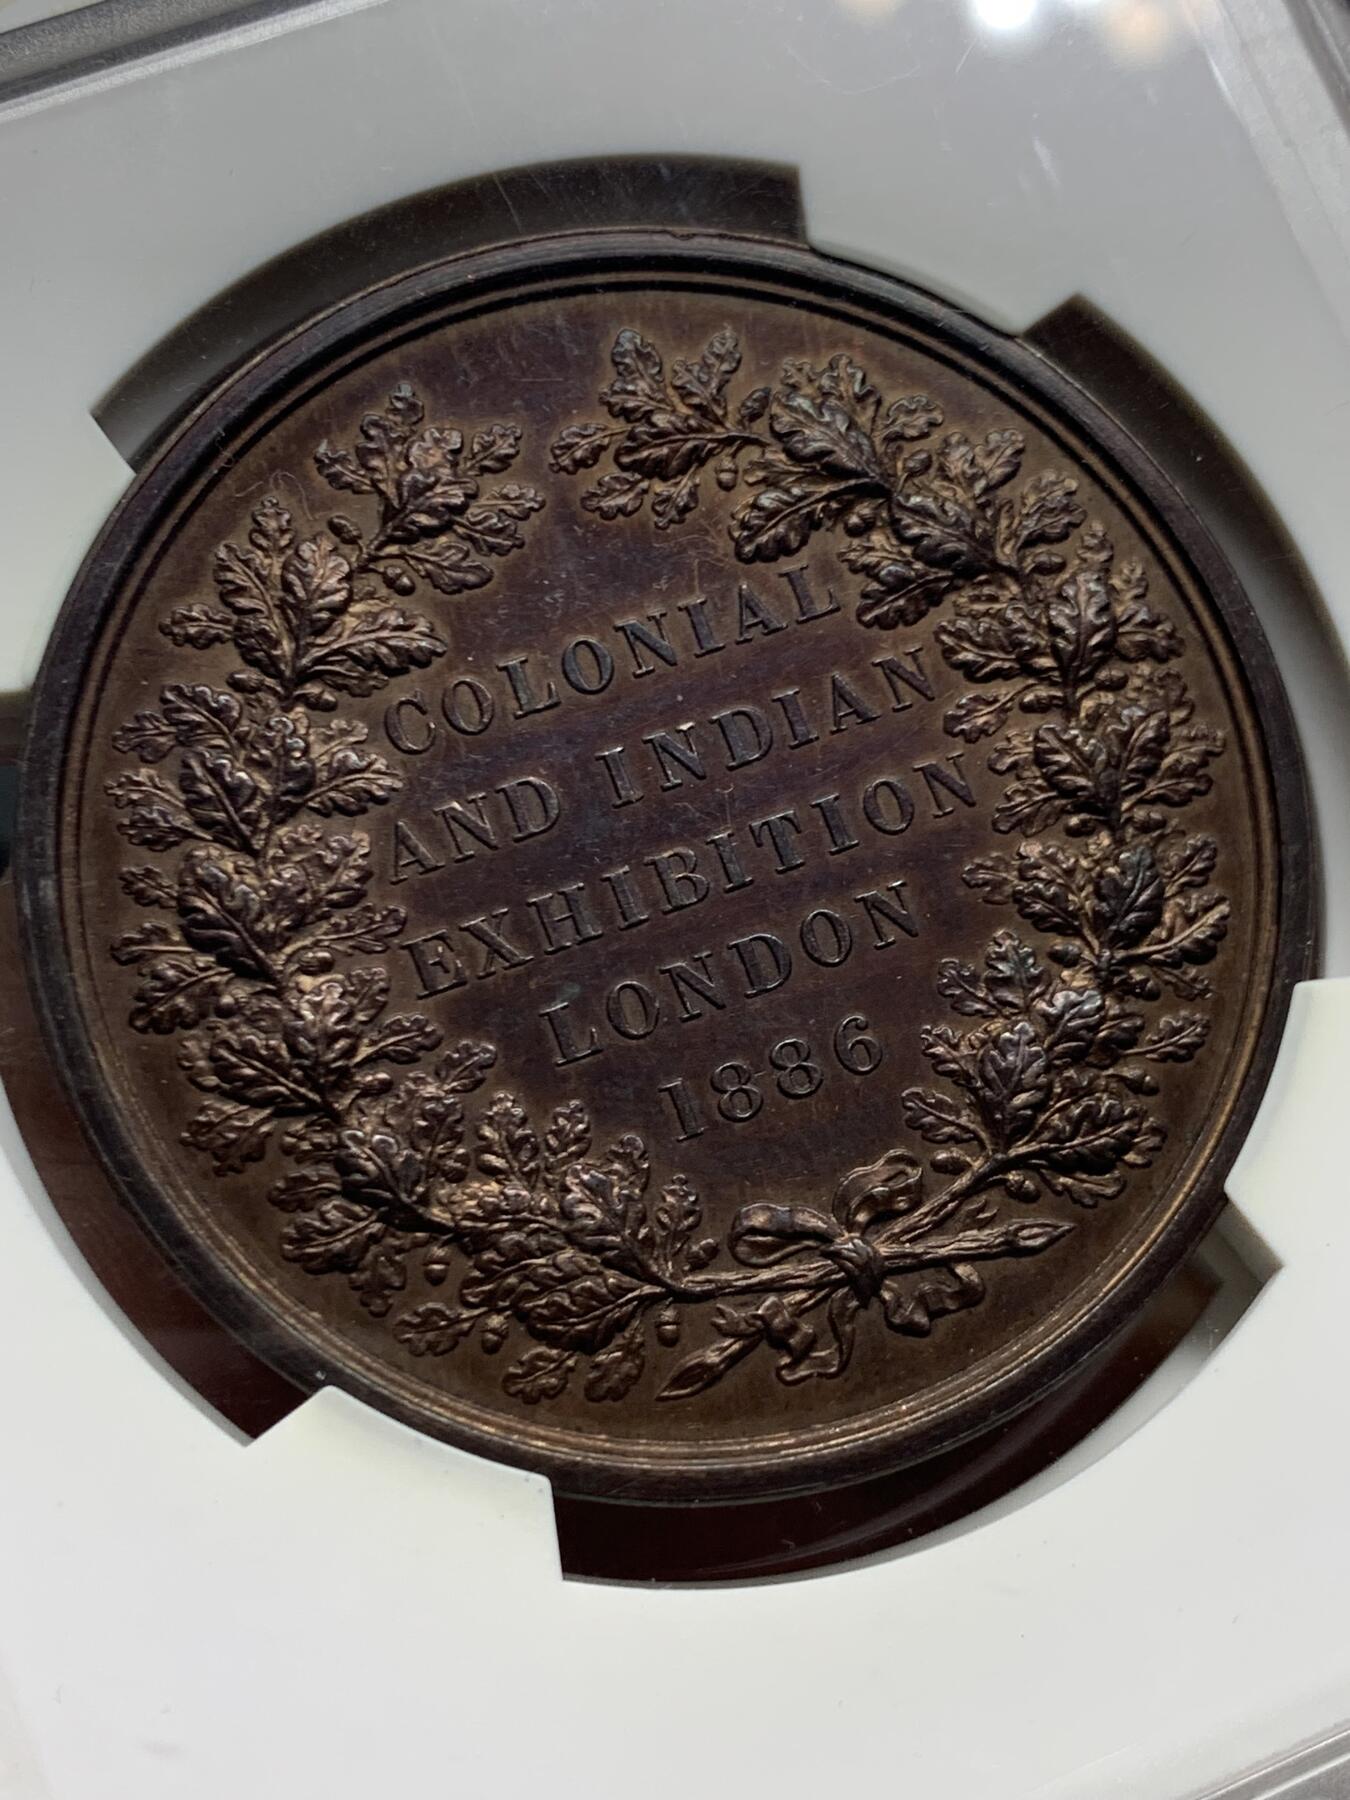 COLONIAL
AND INDIAN
EXHIBITION
LONDON
1886